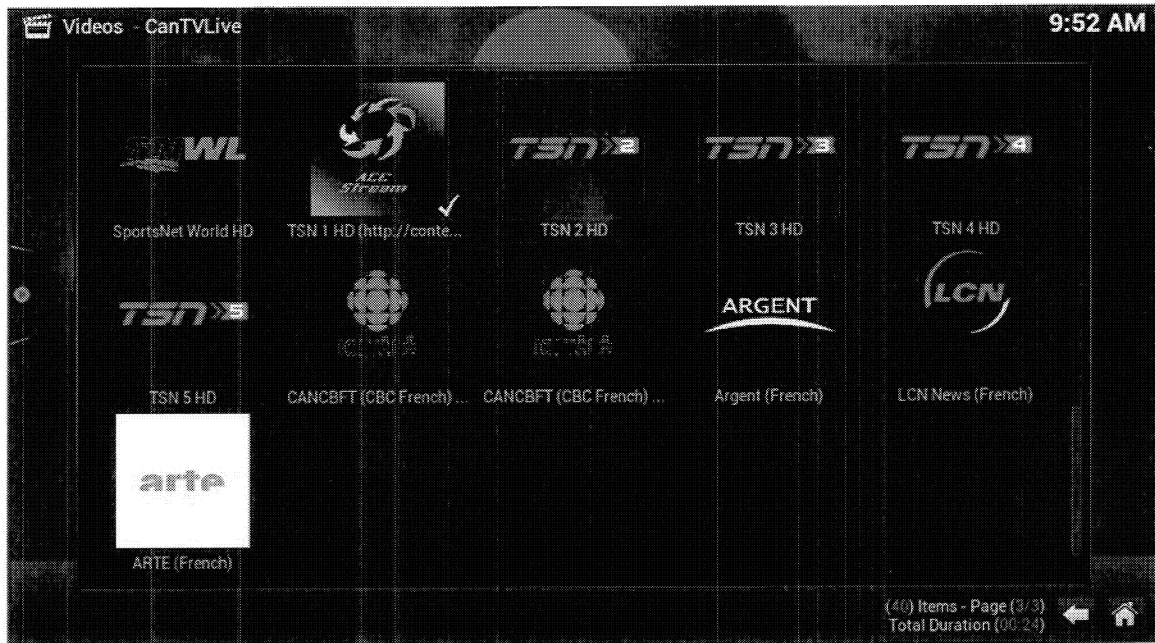 Videos - CanTVLive
9:52 AM
WL
ACC
Stream
TSN 2
TSN 3
TSN 4
SportsNet World HD
TSN 1 HD (http://conte...
TSN 2 HD
TSN 3 HD
TSN 4 HD
TSN 5
ARGENT
LCN
TSN 5 HD
CANCBFT (CBC French) ...
CANCBFT (CBC French) ...
Argent (French)
LCN News (French)
arte
ARTE (French)
(40) Items - Page (3/3)
Total Duration (00:24)